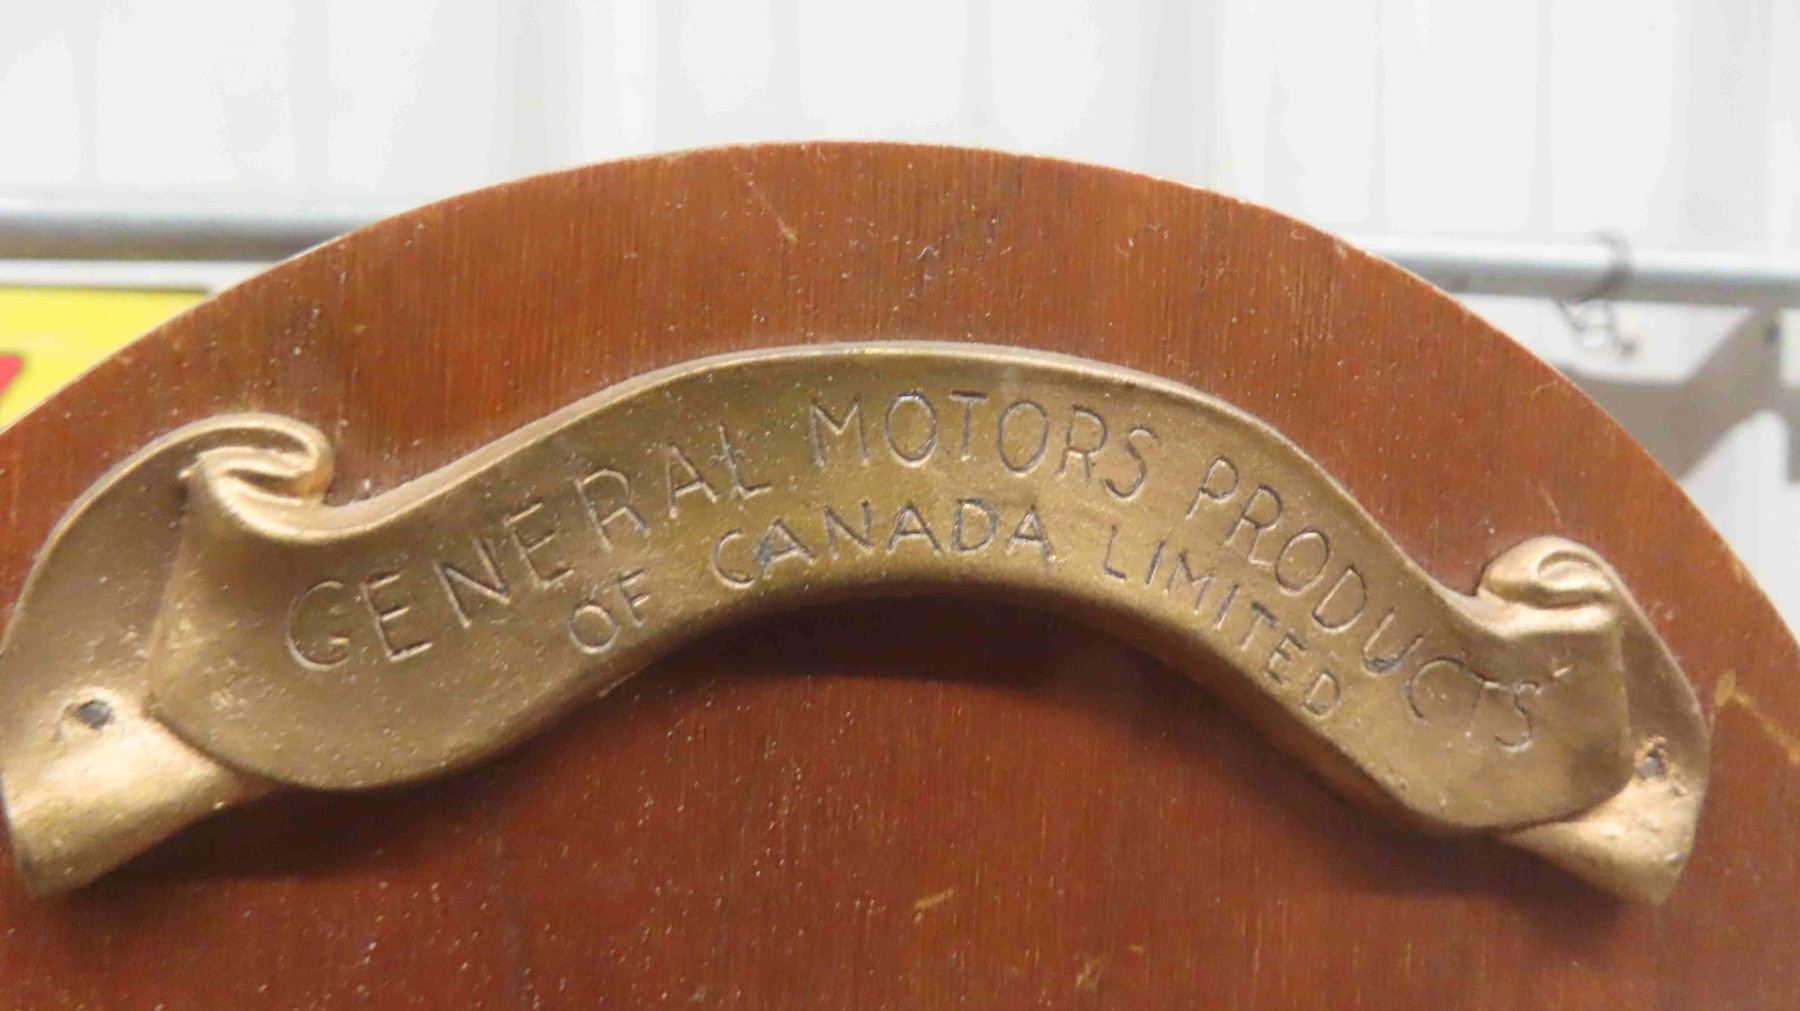 GENERAL MOTORS PRODUCTS
OF CANADA LIMITED